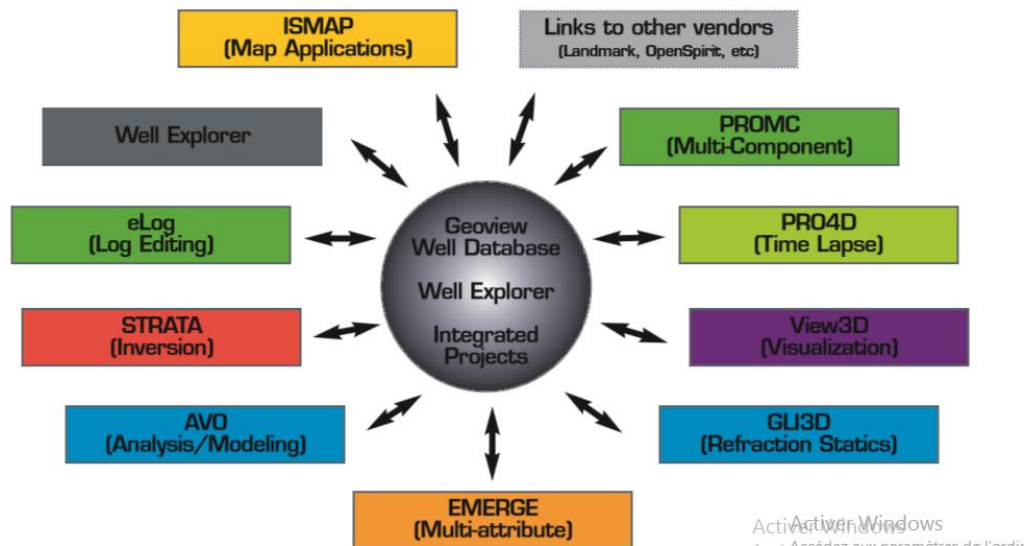 ISMAP
(Map Applications)
Links to other vendors
(Landmark, OpenSpirit, etc)
Well Explorer
PROMC
(Multi-Component)
eLog
(Log Editing)
Geoview
Well Database
Well Explorer
Integrated
Projects
PRO4D
(Time Lapse)
STRATA
(Inversion)
View3D
(Visualization)
AVO
(Analysis/Modeling)
GLI3D
(Refraction Statics)
EMERGE
(Multi-attribute)
Activer Windows